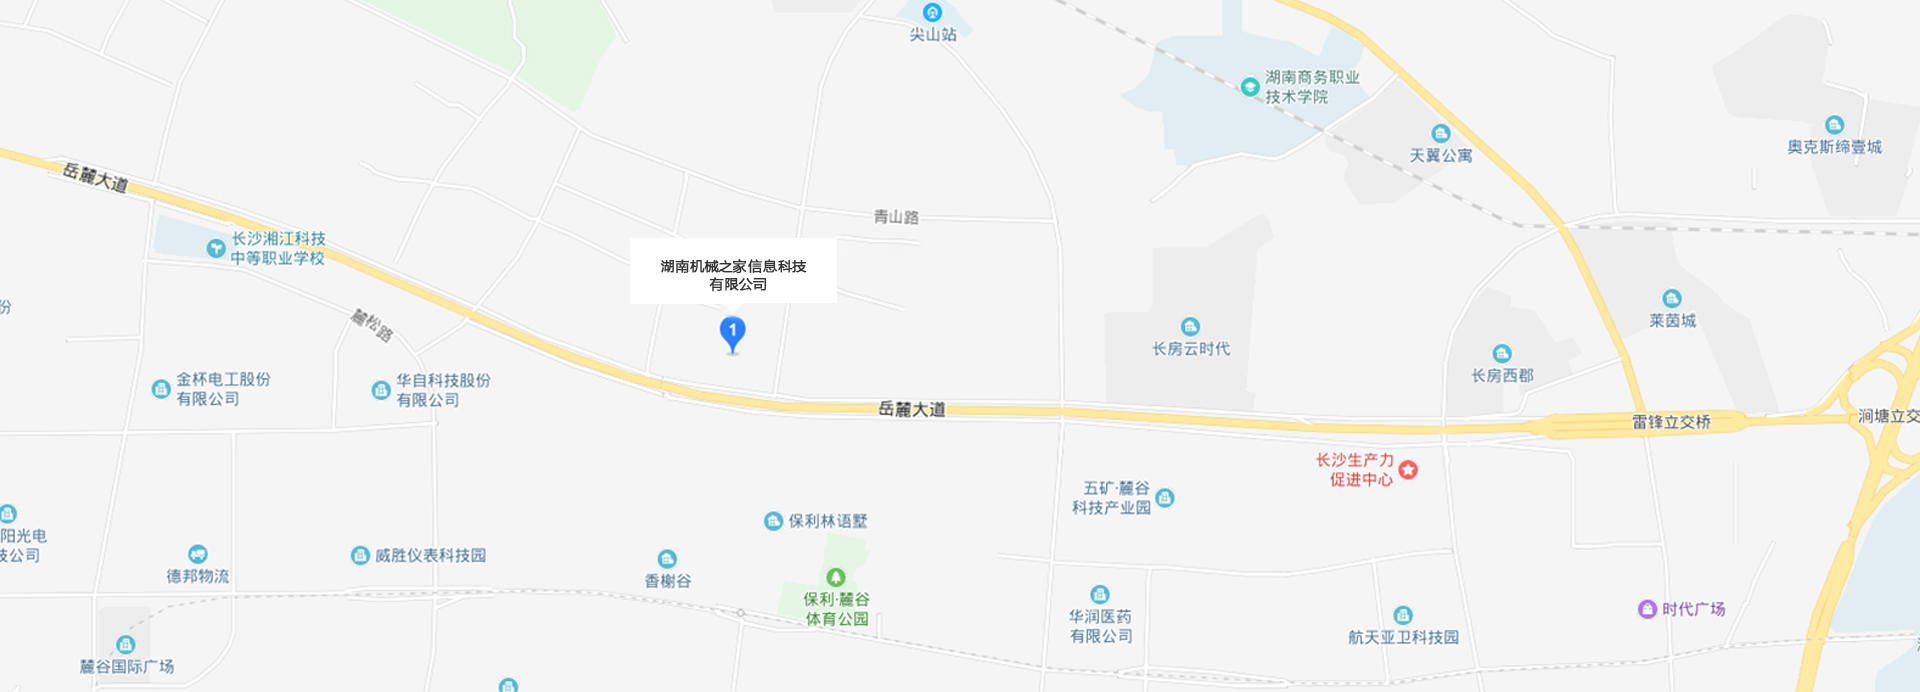 尖山站
湖南商务职业
技术学院
天翼公寓
奥克斯缔壹城
岳麓大道
青山路
长沙湘江科技
中等职业学校
湖南机械之家信息科技
有限公司
1
份
麓松路
莱茵城
长房云时代
长房西郡
金杯电工股份
有限公司
华自科技股份
有限公司
岳麓大道
雷锋立交桥
涧塘立交
长沙生产力
促进中心
五矿·麓谷
科技产业园
保利林语墅
阳光电
技公司
德邦物流
威胜仪表科技园
香榭谷
保利·麓谷
体育公园
华润医药
有限公司
航天亚卫科技园
时代广场
麓谷国际广场